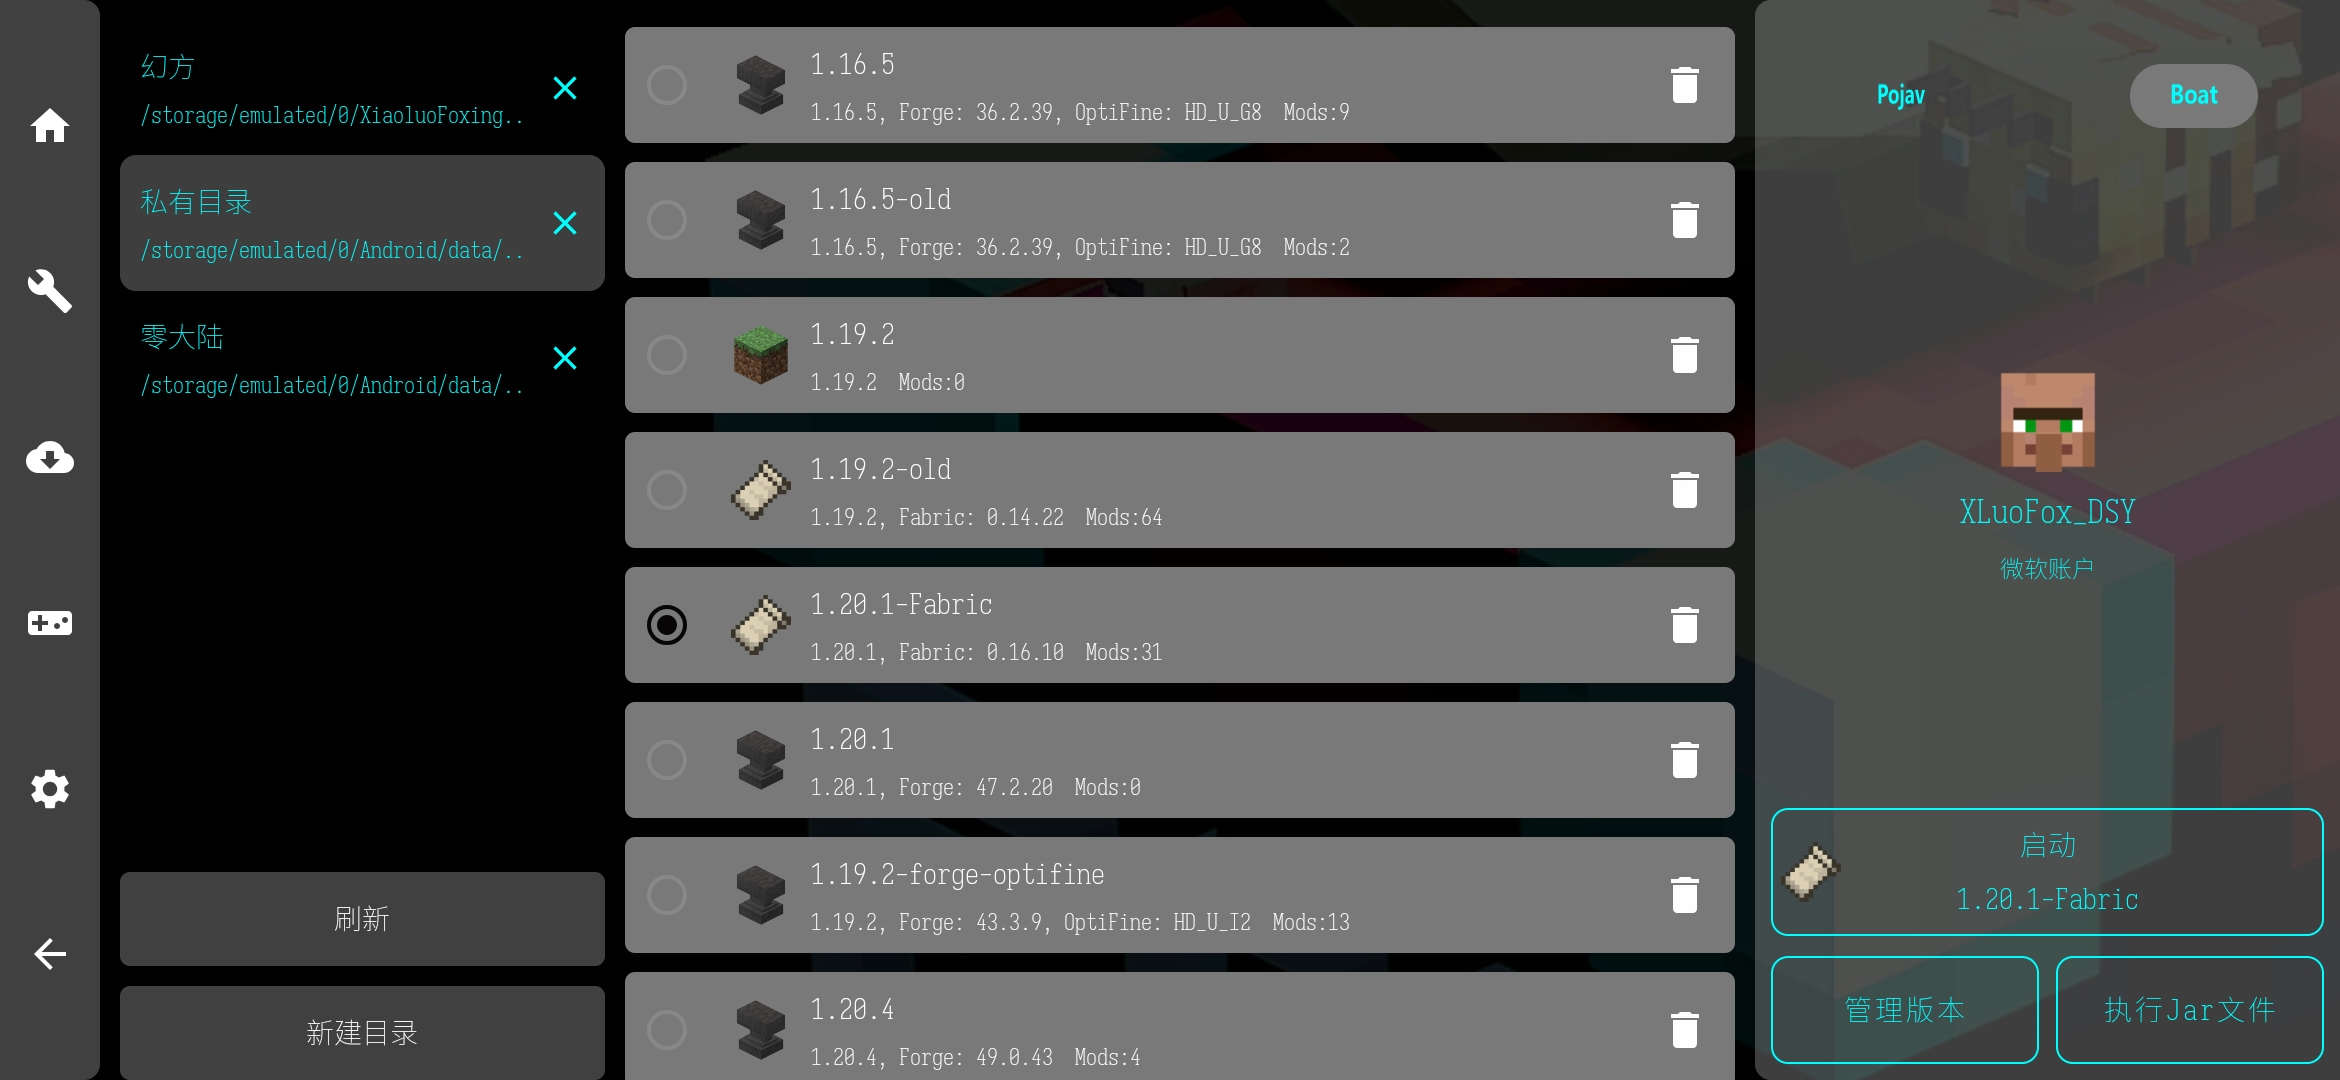 幻方
/storage/emulated/0/XiaoluoFoxing..
私有目录
/storage/emulated/0/Android/data/..
零大陆
/storage/emulated/0/Android/data/..
刷新
新建目录
1.16.5
1.16.5, Forge: 36.2.39, OptiFine: HD_U_G8  Mods:9
1.16.5-old
1.16.5, Forge: 36.2.39, OptiFine: HD_U_G8  Mods:2
1.19.2
1.19.2  Mods:0
1.19.2-old
1.19.2, Fabric: 0.14.22  Mods:64
1.20.1-Fabric
1.20.1, Fabric: 0.16.10  Mods:31
1.20.1
1.20.1, Forge: 47.2.20  Mods:0
1.19.2-forge-optifine
1.19.2, Forge: 43.3.9, OptiFine: HD_U_I2  Mods:13
1.20.4
1.20.4, Forge: 49.0.43  Mods:4
Pojav
Boat
XLuoFox_DSY
微软账户
启动
1.20.1-Fabric
管理版本
执行Jar文件